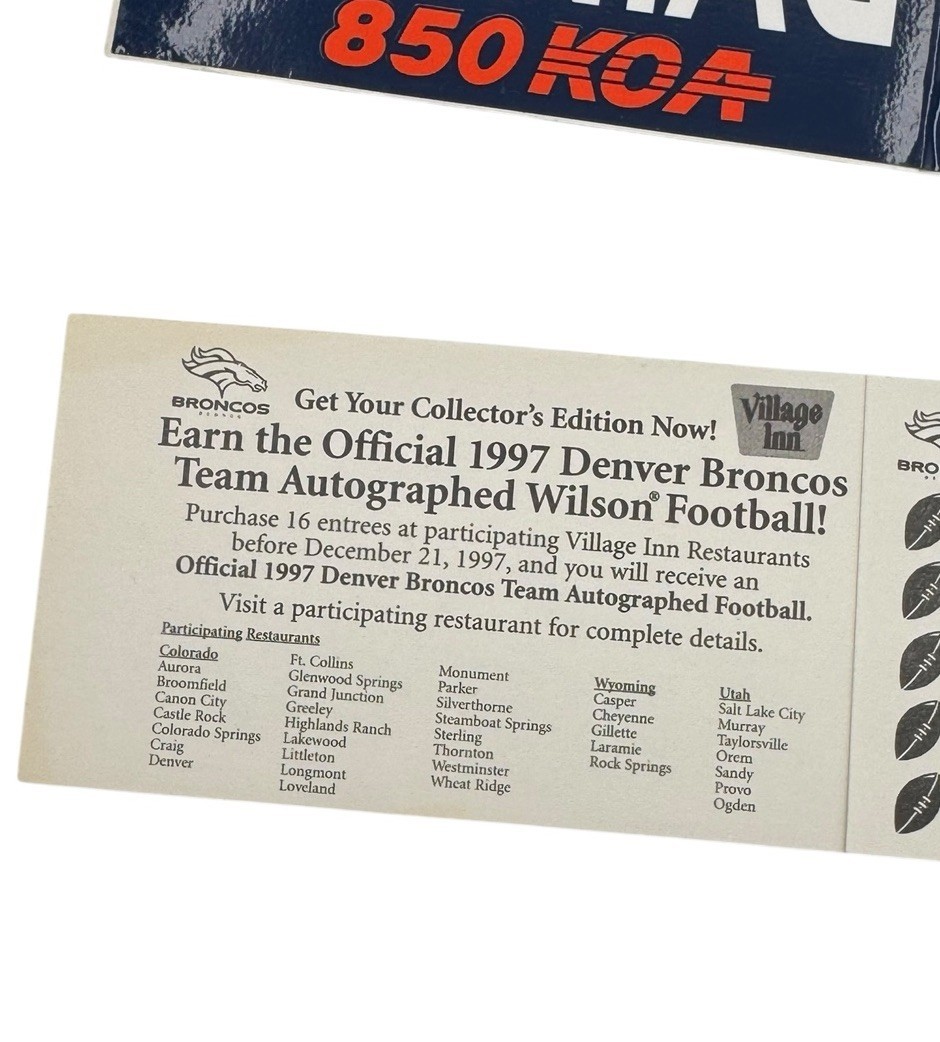 850 KOA
BRONCOS
DENVER
Get Your Collector's Edition Now!
Village
Inn
Earn the Official 1997 Denver Broncos
Team Autographed Wilson® Football!
Purchase 16 entrees at participating Village Inn Restaurants
before December 21, 1997, and you will receive an
Official 1997 Denver Broncos Team Autographed Football.
Visit a participating restaurant for complete details.
Participating Restaurants
Colorado
Aurora
Broomfield
Canon City
Castle Rock
Colorado Springs
Craig
Denver
Ft. Collins
Glenwood Springs
Grand Junction
Greeley
Highlands Ranch
Lakewood
Littleton
Longmont
Loveland
Monument
Parker
Silverthorne
Steamboat Springs
Sterling
Thornton
Westminster
Wheat Ridge
Wyoming
Casper
Cheyenne
Gillette
Laramie
Rock Springs
Utah
Salt Lake City
Murray
Taylorsville
Orem
Sandy
Provo
Ogden
BRO